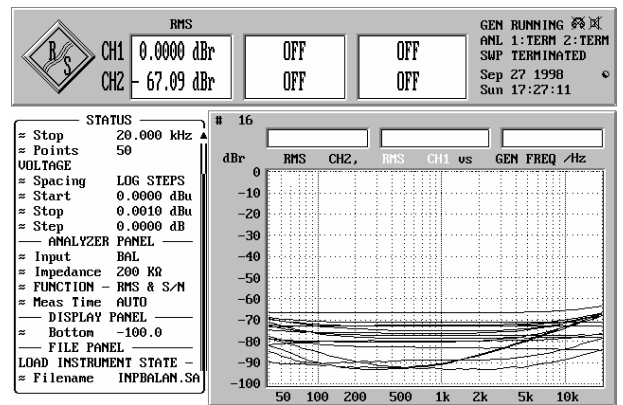 RMS
R S
CH1 0.0000 dBr OFF OFF
CH2 - 67.09 dBr OFF OFF
GEN RUNNING
ANL 1:TERM 2:TERM
SWP TERMINATED
Sep 27 1998
Sun 17:27:11
STATUS
≈ Stop 20.000 kHz
≈ Points 50
VOLTAGE
≈ Spacing LOG STEPS
≈ Start 0.0000 dBu
≈ Stop 0.0010 dBu
≈ Step 0.0000 dB
ANALYZER PANEL
≈ Input BAL
≈ Impedance 200 KΩ
≈ FUNCTION - RMS & S/N
≈ Meas Time AUTO
DISPLAY PANEL
≈ Bottom -100.0
FILE PANEL
LOAD INSTRUMENT STATE -
≈ Filename INPBALAN.SA
# 16
dBr RMS CH2, RMS CH1 vs GEN FREQ /Hz
0
-10
-20
-30
-40
-50
-60
-70
-80
-90
-100
50 100 200 500 1k 2k 5k 10k